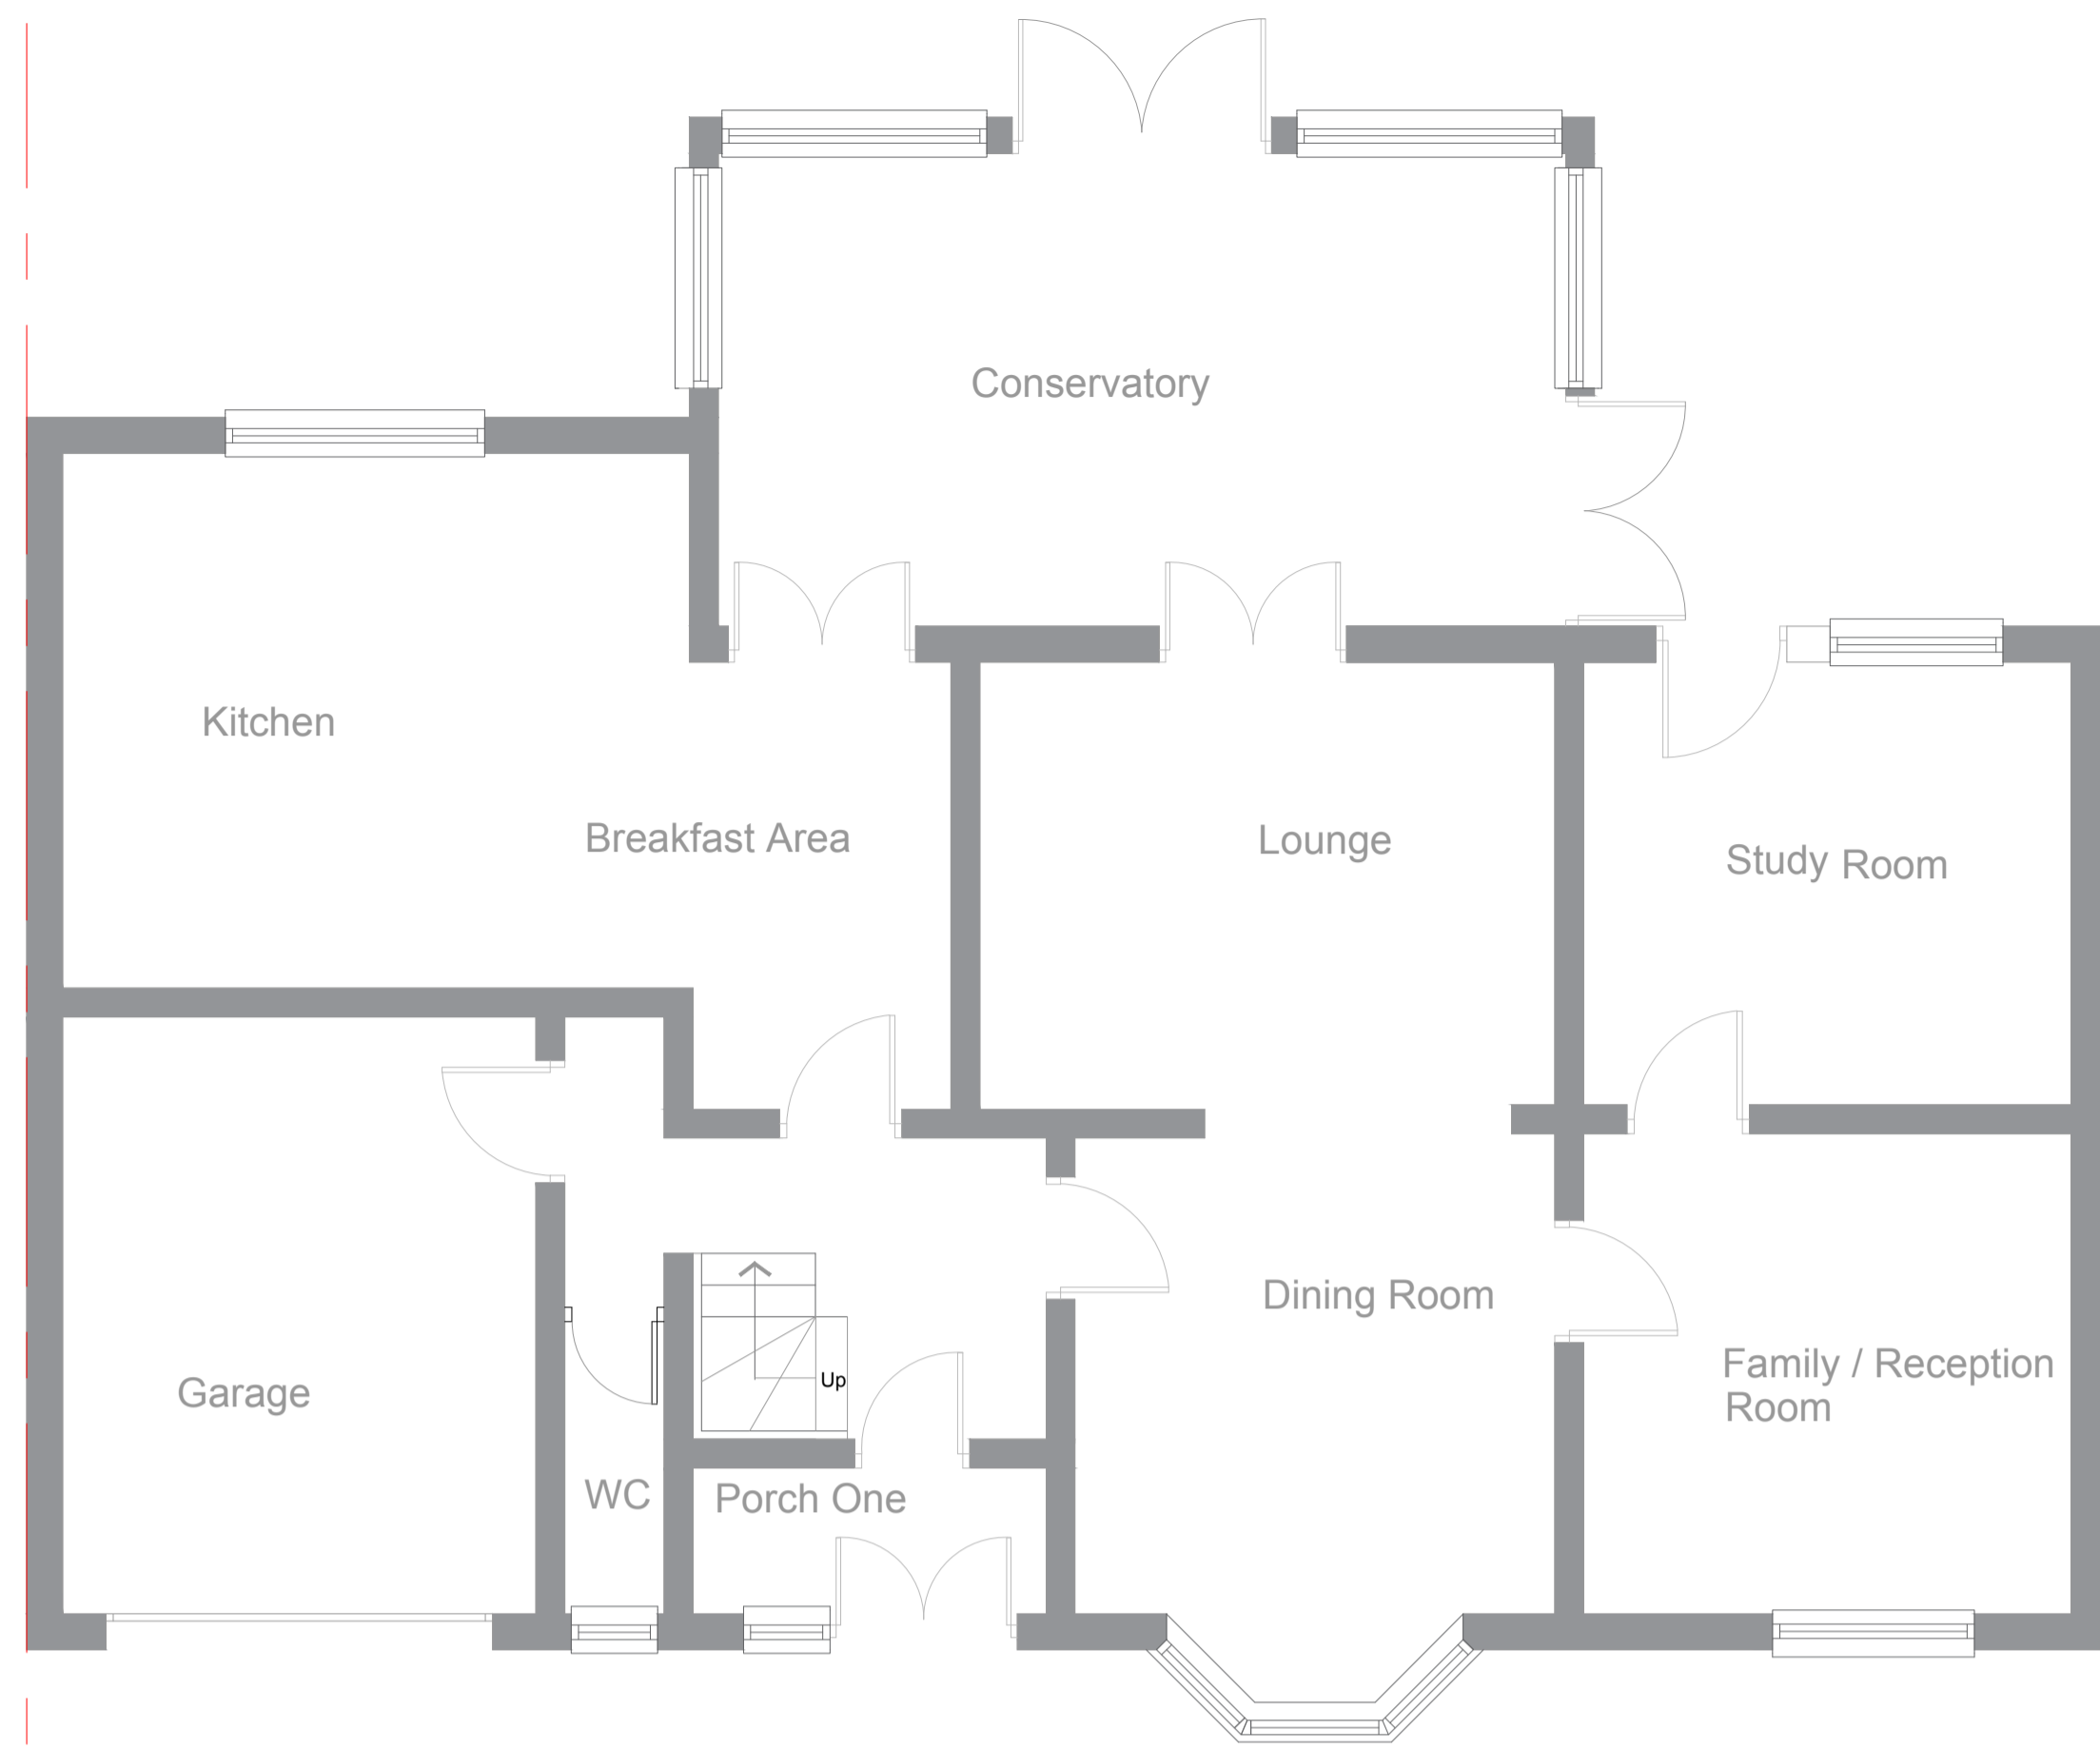 Conservatory
Kitchen
Breakfast Area
Lounge
Study Room
Dining Room
Family / Reception
Room
Up
Garage
WC
Porch One